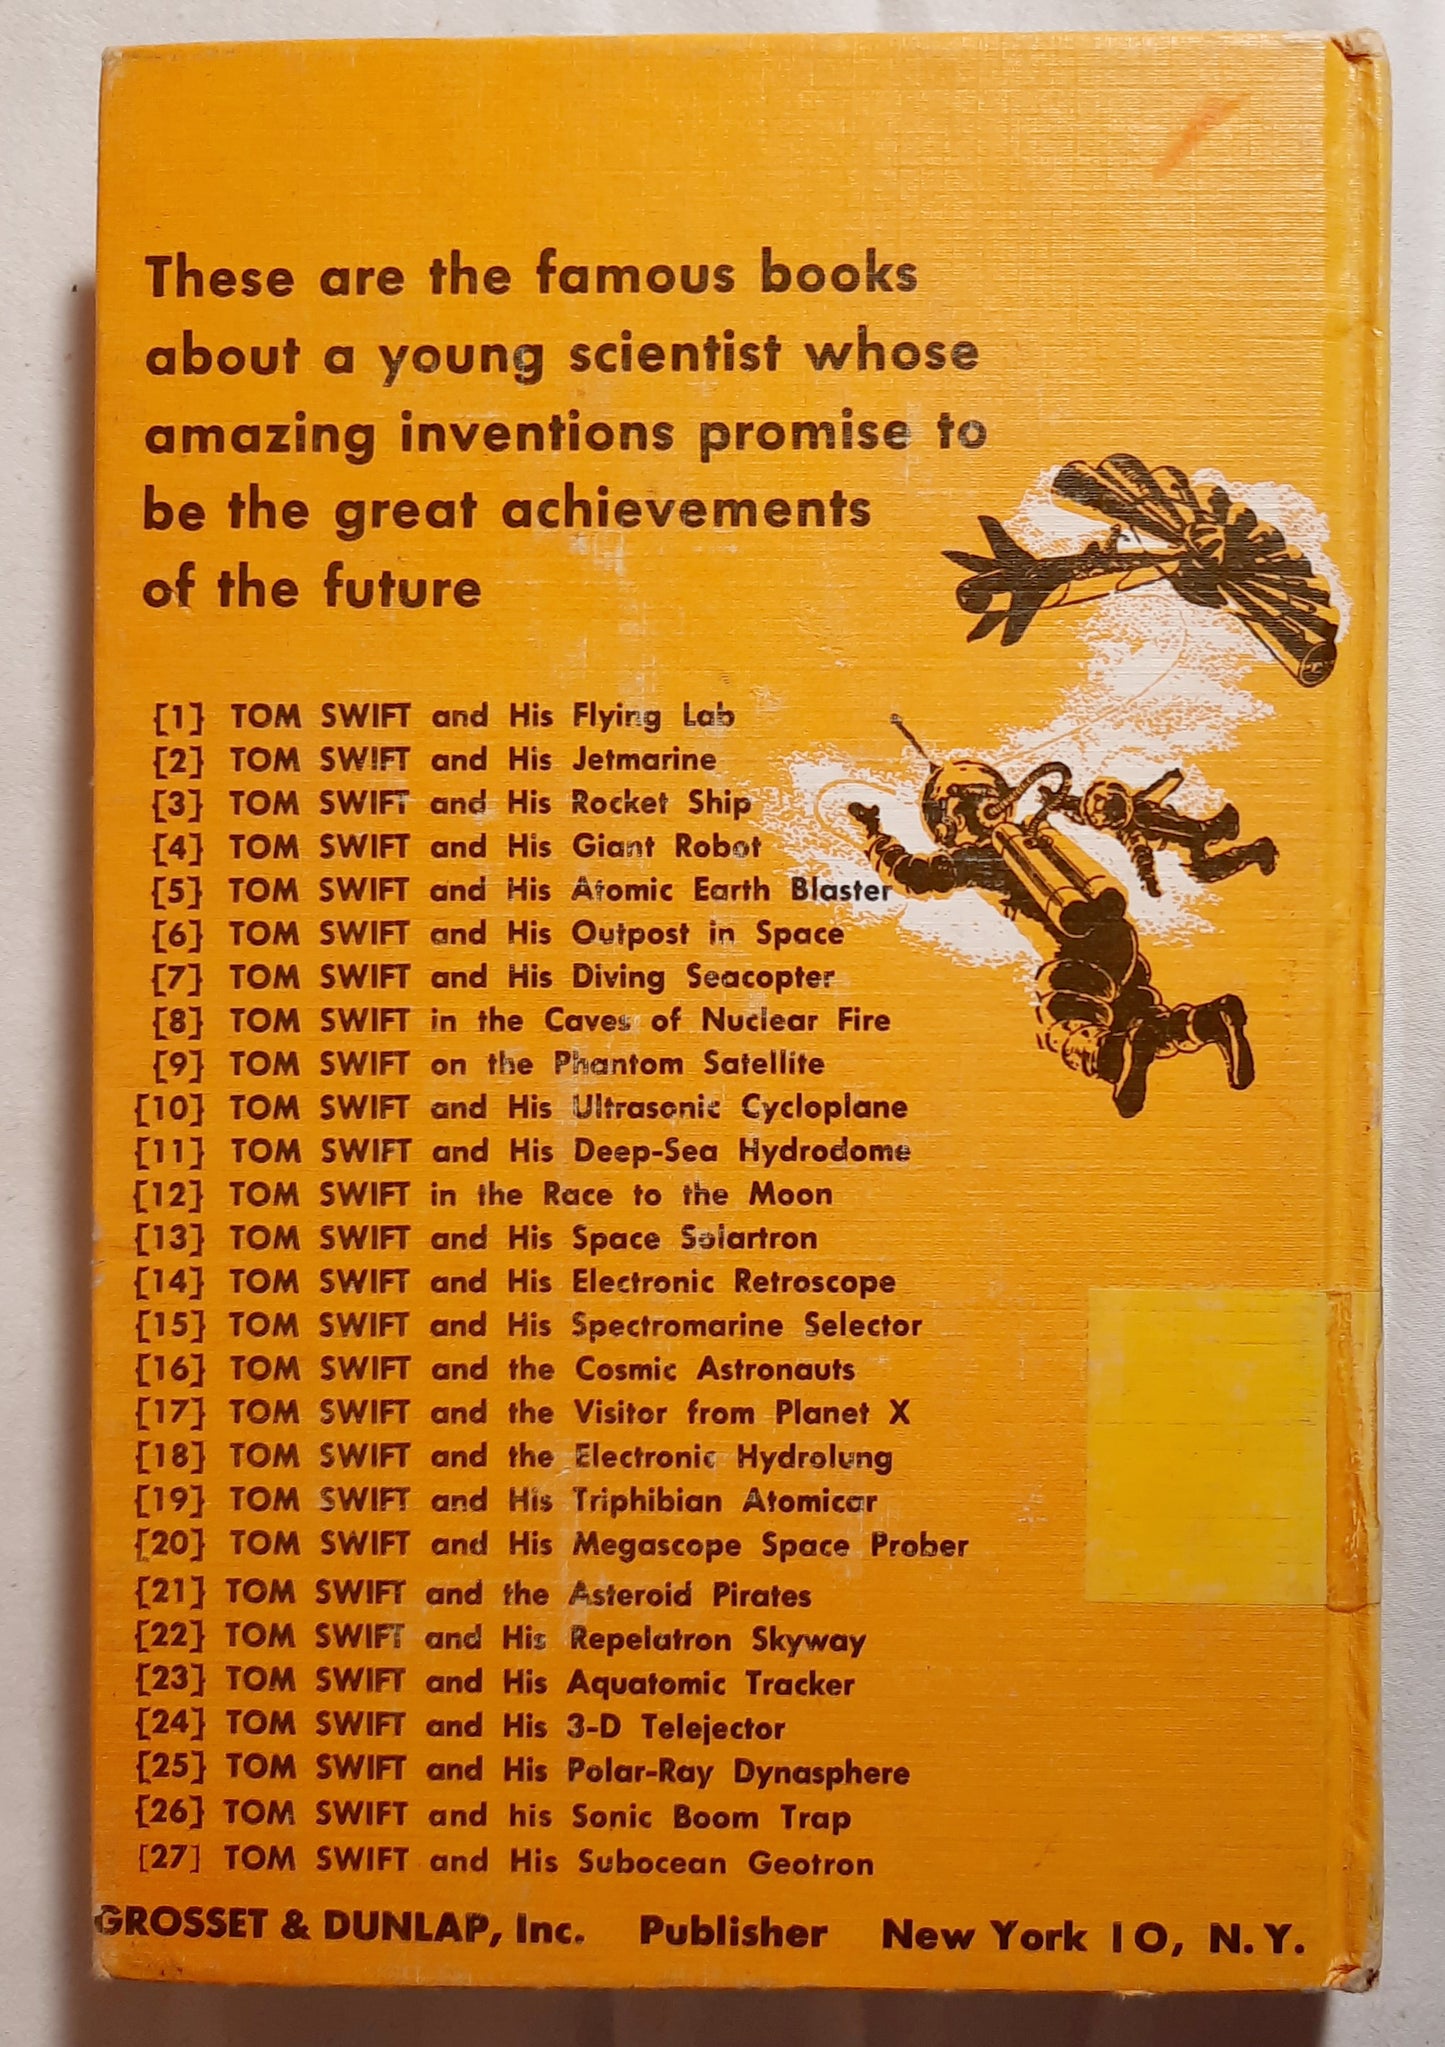 These are the famous books
about a young scientist whose
amazing inventions promise to
be the great achievements
of the future
[1] TOM SWIFT and His Flying Lab
[2] TOM SWIFT and His Jetmarine
[3] TOM SWIFT and His Rocket Ship
[4] TOM SWIFT and His Giant Robot
[5] TOM SWIFT and His Atomic Earth Blaster
[6] TOM SWIFT and His Outpost in Space
[7] TOM SWIFT and His Diving Seacopter
[8] TOM SWIFT in the Caves of Nuclear Fire
[9] TOM SWIFT on the Phantom Satellite
[10] TOM SWIFT and His Ultrasonic Cycloplane
[11] TOM SWIFT and His Deep-Sea Hydrodome
[12] TOM SWIFT in the Race to the Moon
[13] TOM SWIFT and His Space Solartron
[14] TOM SWIFT and His Electronic Retroscope
[15] TOM SWIFT and His Spectromarine Selector
[16] TOM SWIFT and the Cosmic Astronauts
[17] TOM SWIFT and the Visitor from Planet X
[18] TOM SWIFT and the Electronic Hydrolung
[19] TOM SWIFT and His Triphibian Atomicar
[20] TOM SWIFT and His Megascope Space Prober
[21] TOM SWIFT and the Asteroid Pirates
[22] TOM SWIFT and His Repelatron Skyway
[23] TOM SWIFT and His Aquatomic Tracker
[24] TOM SWIFT and His 3-D Telejector
[25] TOM SWIFT and His Polar-Ray Dynasphere
[26] TOM SWIFT and his Sonic Boom Trap
[27] TOM SWIFT and His Subocean Geotron
GROSSET & DUNLAP, Inc. Publisher New York 10, N.Y.